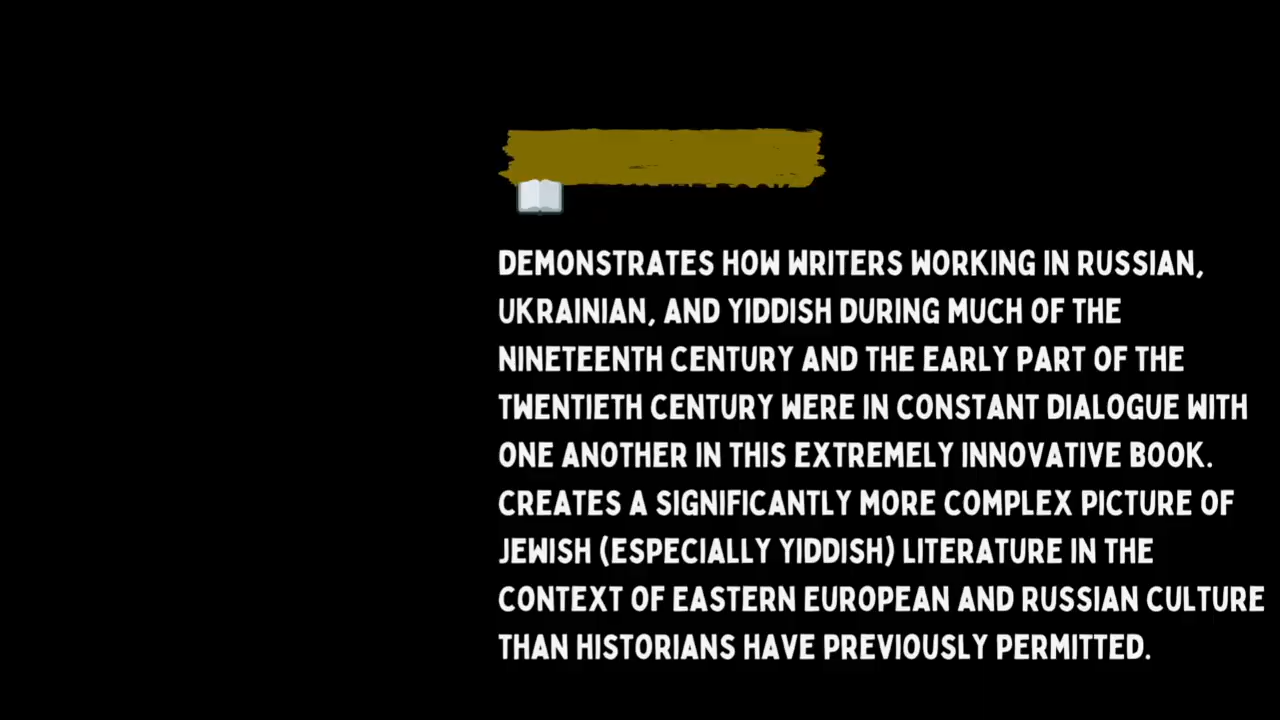 THE BOOK
DEMONSTRATES HOW WRITERS WORKING IN RUSSIAN,
UKRAINIAN, AND YIDDISH DURING MUCH OF THE
NINETEENTH CENTURY AND THE EARLY PART OF THE
TWENTIETH CENTURY WERE IN CONSTANT DIALOGUE WITH
ONE ANOTHER IN THIS EXTREMELY INNOVATIVE BOOK.
CREATES A SIGNIFICANTLY MORE COMPLEX PICTURE OF
JEWISH (ESPECIALLY YIDDISH) LITERATURE IN THE
CONTEXT OF EASTERN EUROPEAN AND RUSSIAN CULTURE
THAN HISTORIANS HAVE PREVIOUSLY PERMITTED.